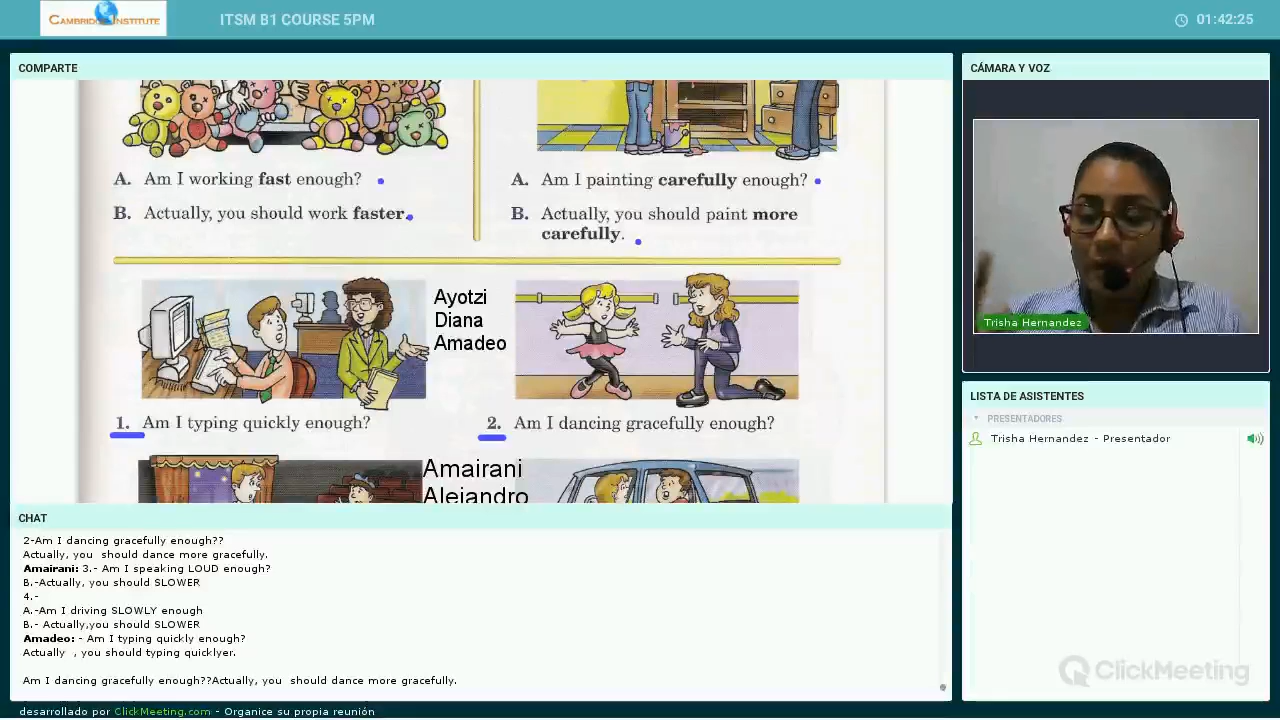 CAMBRIDGE INSTITUTE
ITSM B1 COURSE 5PM
01:42:25
COMPARTE
A. Am I working fast enough?
B. Actually, you should work faster.
A. Am I painting carefully enough?
B. Actually, you should paint more
carefully.
Ayotzi
Diana
Amadeo
1. Am I typing quickly enough?
2. Am I dancing gracefully enough?
Amairani
Alejandro
CÁMARA Y VOZ
Trisha Hernandez
LISTA DE ASISTENTES
PRESENTADORES
Trisha Hernandez - Presentador
CHAT
2-Am I dancing gracefully enough??
Actually, you should dance more gracefully.
Amairani: 3.- Am I speaking LOUD enough?
B.-Actually, you should SLOWER
4.-
A.-Am I driving SLOWLY enough
B.- Actually,you should SLOWER
Amadeo: - Am I typing quickly enough?
Actually , you should typing quicklyer.
Am I dancing gracefully enough??Actually, you should dance more gracefully.
ClickMeeting
desarrollado por ClickMeeting.com - Organice su propia reunión